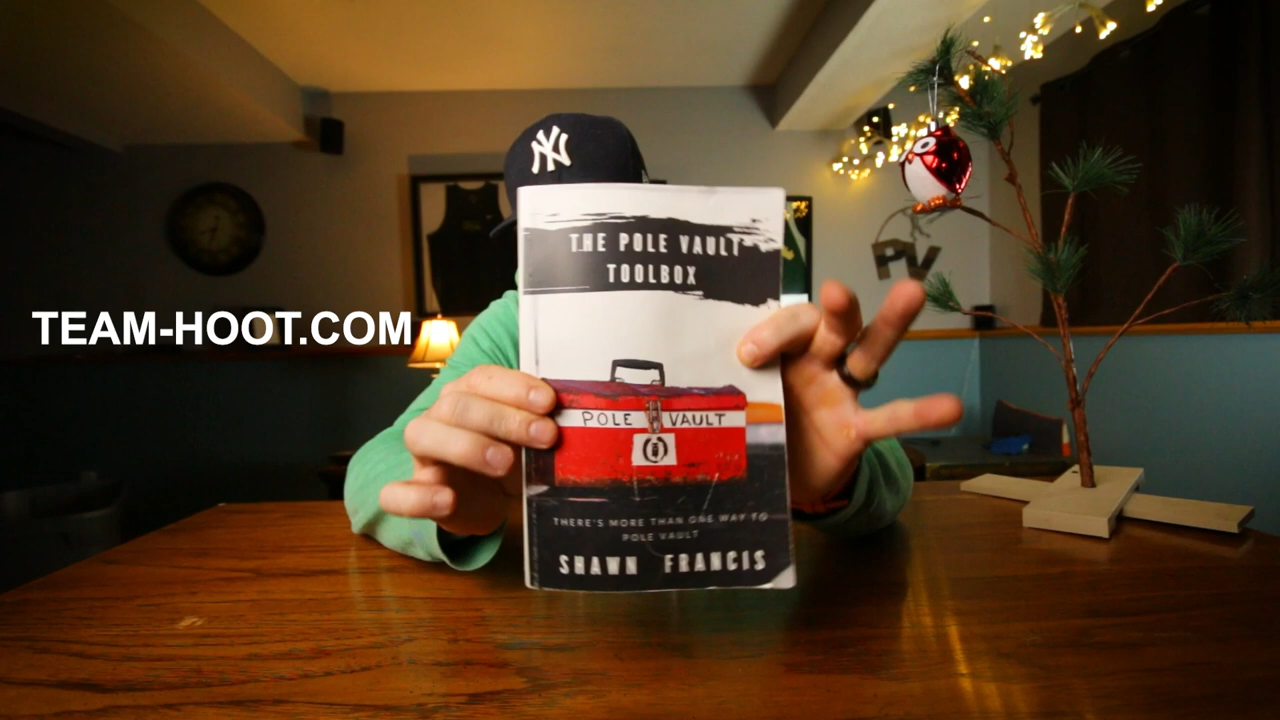 NY
THE POLE VAULT
TOOLBOX
PV
TEAM-HOOT.COM
POLE VAULT
THERE'S MORE THAN ONE WAY TO
POLE VAULT
SHAWN FRANCIS